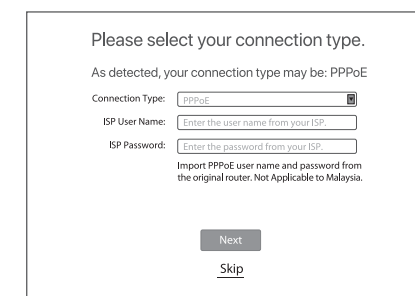 Please select your connection type.
As detected, your connection type may be: PPPoE
Connection Type: PPPoE
ISP User Name: Enter the user name from your ISP.
ISP Password: Enter the password from your ISP.
Import PPPoE user name and password from
the original router. Not Applicable to Malaysia.
Next
Skip